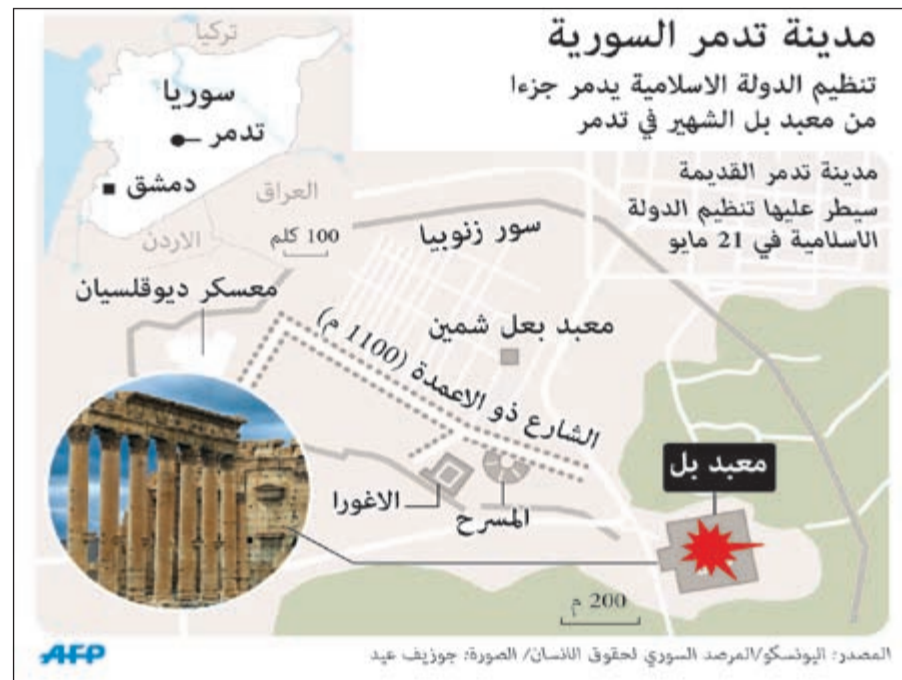 مدينة تدمر السورية
تنظيم الدولة الاسلامية يدمر جزءا
من معبد بل الشهير في تدمر
مدينة تدمر القديمة
سيطر عليها تنظيم الدولة
الاسلامية في 21 مايو
تركيا
سوريا
تدمر
دمشق
العراق
الاردن
100 كلم
سور زنوبيا
معسكر ديوقلسيان
معبد بعل شمين
الشارع ذو الاعمدة (1100 م)
معبد بل
الاغورا
المسرح
200 م
المصدر: اليونسكو/المرصد السوري لحقوق الانسان/ الصورة: جوزيف عيد
AFP